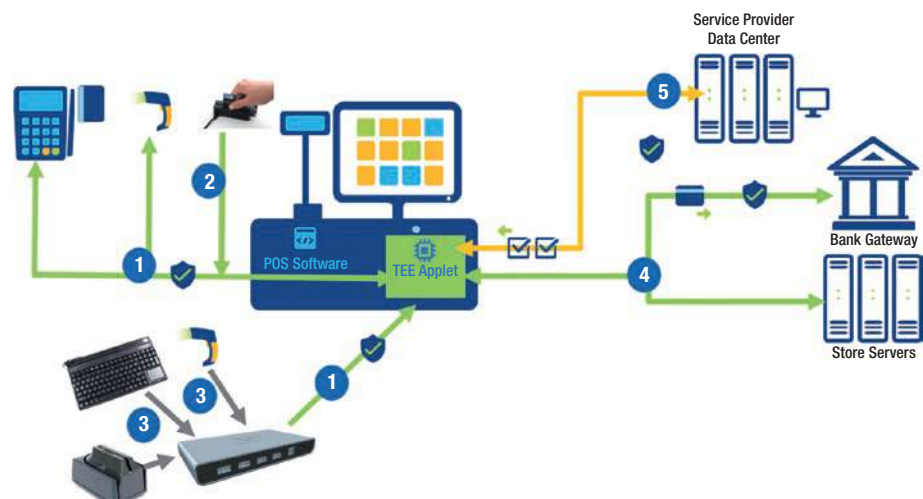 Service Provider
Data Center
5
2
Bank Gateway
POS Software
TEE Applet
1
4
Store Servers
1
3
3